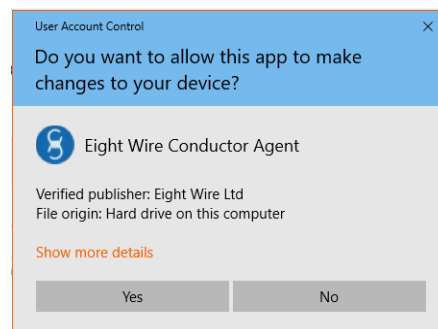 User Account Control
Do you want to allow this app to make
changes to your device?
Eight Wire Conductor Agent
Verified publisher: Eight Wire Ltd
File origin: Hard drive on this computer
Show more details
Yes
No